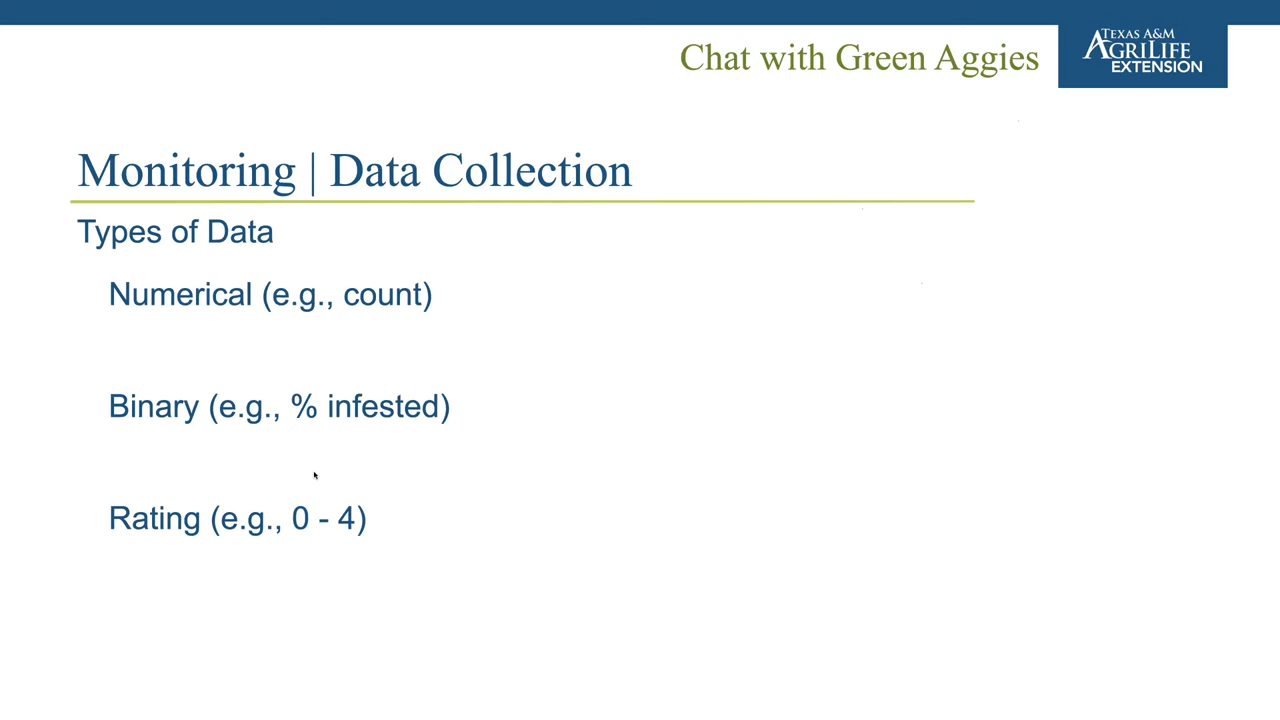 Chat with Green Aggies
TEXAS A&M
AGRILIFE
EXTENSION
Monitoring | Data Collection
Types of Data
Numerical (e.g., count)
Binary (e.g., % infested)
Rating (e.g., 0 - 4)